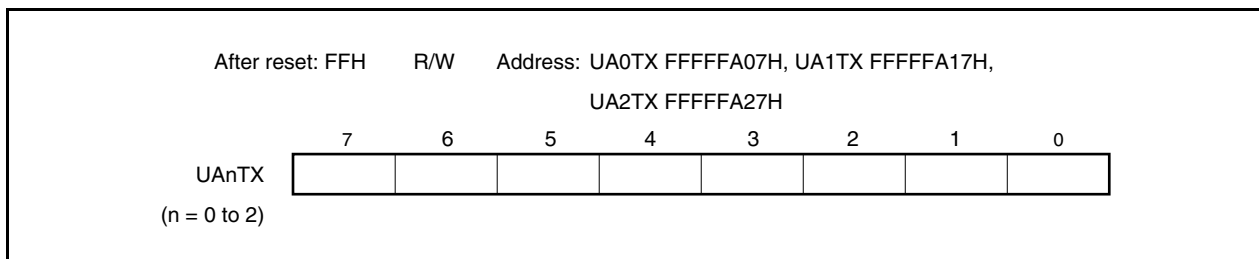 After reset: FFH R/W Address: UA0TX FFFFFA07H, UA1TX FFFFFA17H,
UA2TX FFFFFA27H
7 6 5 4 3 2 1 0
UAnTX
(n = 0 to 2)